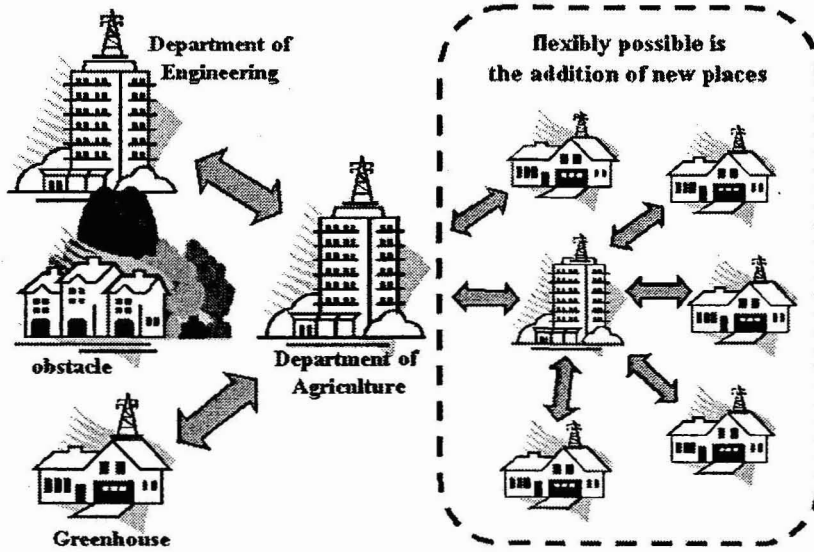 Department of
Engineering
flexibly possible is
the addition of new places
obstacle
Department of
Agriculture
Greenhouse